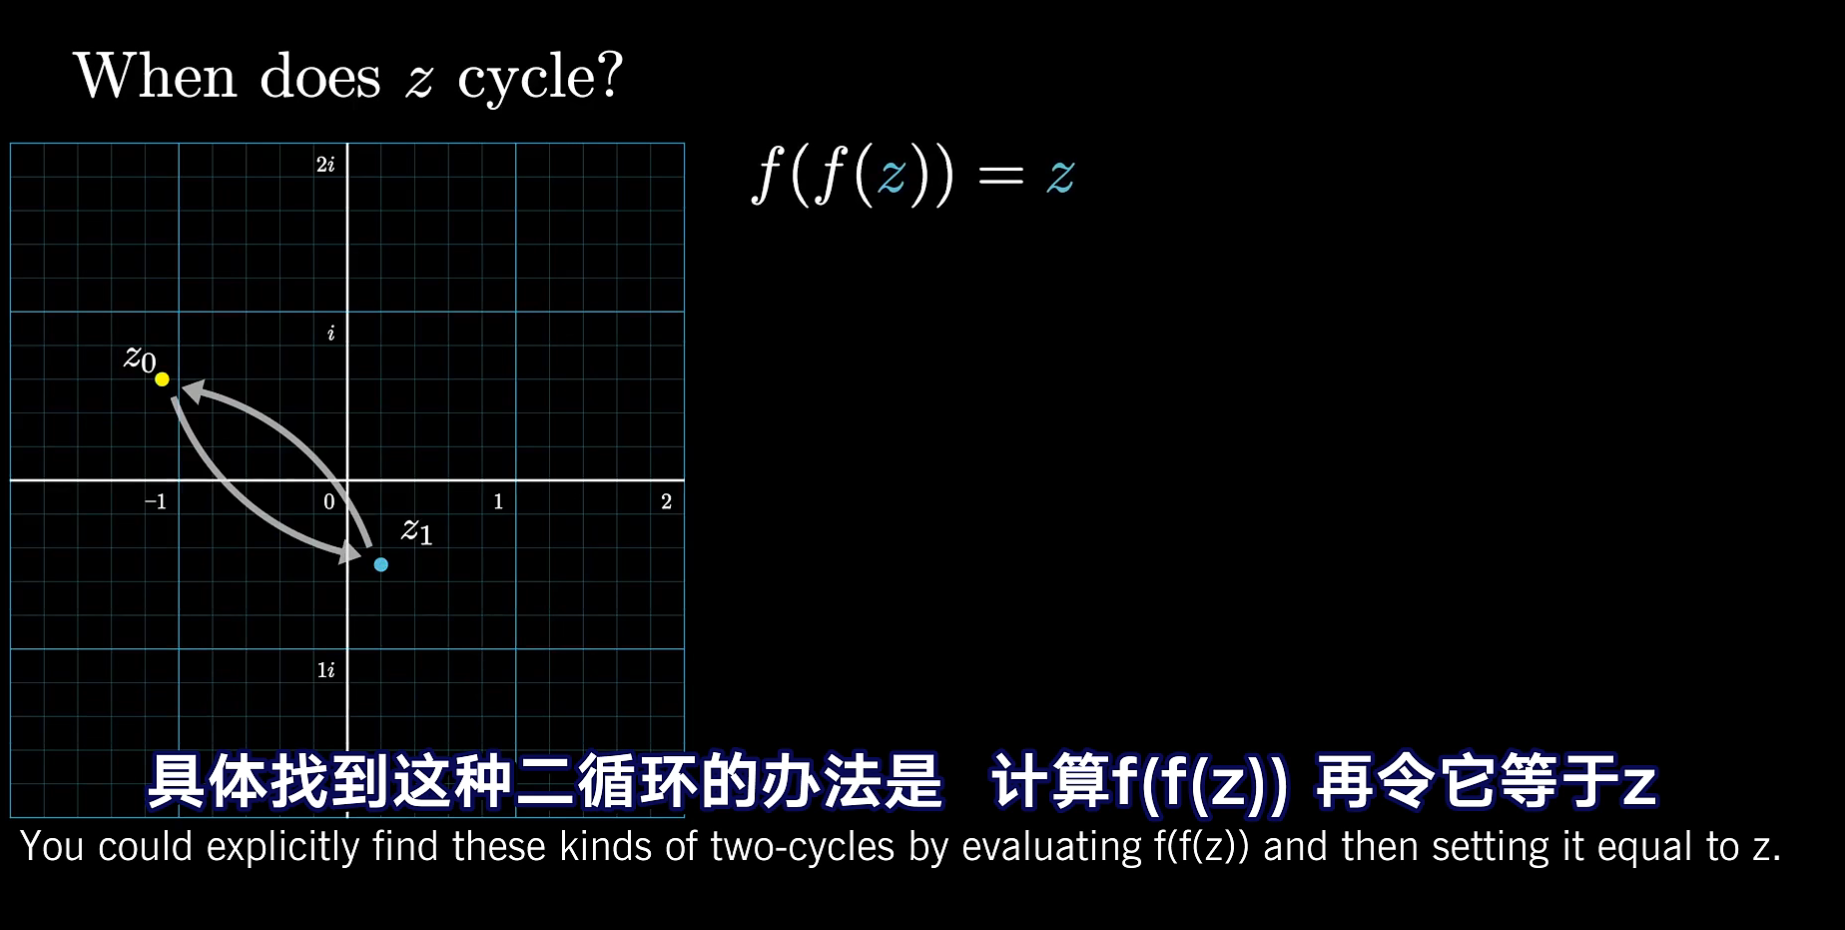 When does z cycle?
f(f(z)) = z
2i
i
z₀
−1
0
1
2
z₁
1i
具体找到这种二循环的办法是 计算f(f(z)) 再令它等于z
You could explicitly find these kinds of two-cycles by evaluating f(f(z)) and then setting it equal to z.